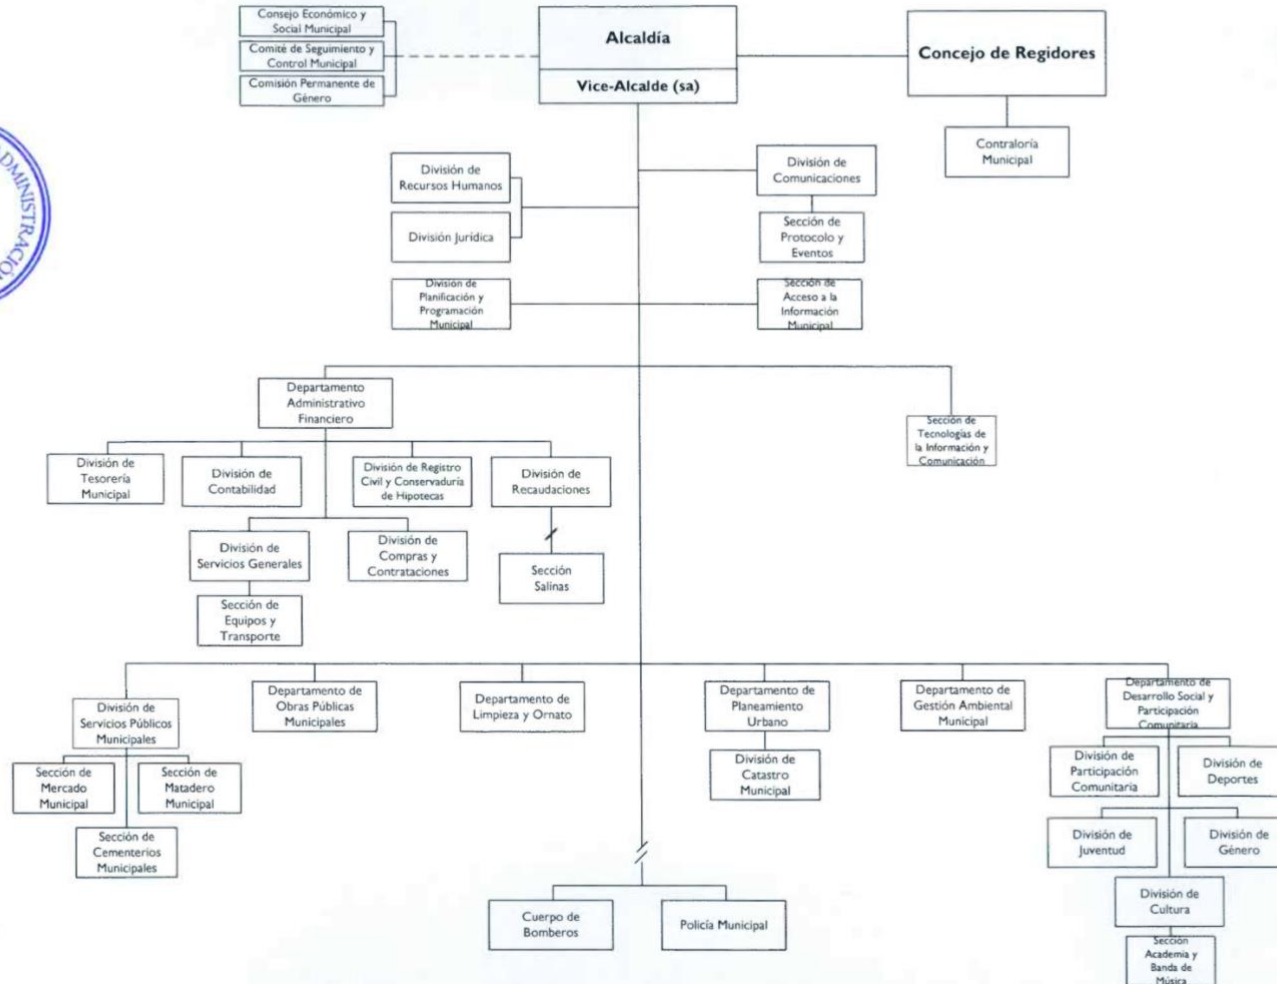 Consejo Económico y
Social Municipal
Comité de Seguimiento y
Control Municipal
Comisión Permanente de
Género
Alcaldía
Vice-Alcalde (sa)
Concejo de Regidores
Contraloría
Municipal
ADMINISTRACIÓN
División de
Recursos Humanos
División Jurídica
División de
Planificación y
Programación
Municipal
División de
Comunicaciones
Sección de
Protocolo y
Eventos
Sección de
Acceso a la
Información
Municipal
Departamento
Administrativo
Financiero
Sección de
Tecnologías de
la Información y
Comunicación
División de
Tesorería
Municipal
División de
Contabilidad
División de Registro
Civil y Conservaduría
de Hipotecas
División de
Recaudaciones
División de
Servicios Generales
División de
Compras y
Contrataciones
Sección
Salinas
Sección de
Equipos y
Transporte
División de
Servicios Públicos
Municipales
Departamento de
Obras Públicas
Municipales
Departamento de
Limpieza y Ornato
Departamento de
Planeamiento
Urbano
Departamento de
Gestión Ambiental
Municipal
Departamento de
Desarrollo Social y
Participación
Comunitaria
Sección de
Mercado
Municipal
Sección de
Matadero
Municipal
Sección de
Cementerios
Municipales
División de
Catastro
Municipal
División de
Participación
Comunitaria
División de
Deportes
División de
Juventud
División de
Género
División de
Cultura
Sección
Academia y
Banda de
Música
Cuerpo de
Bomberos
Policía Municipal